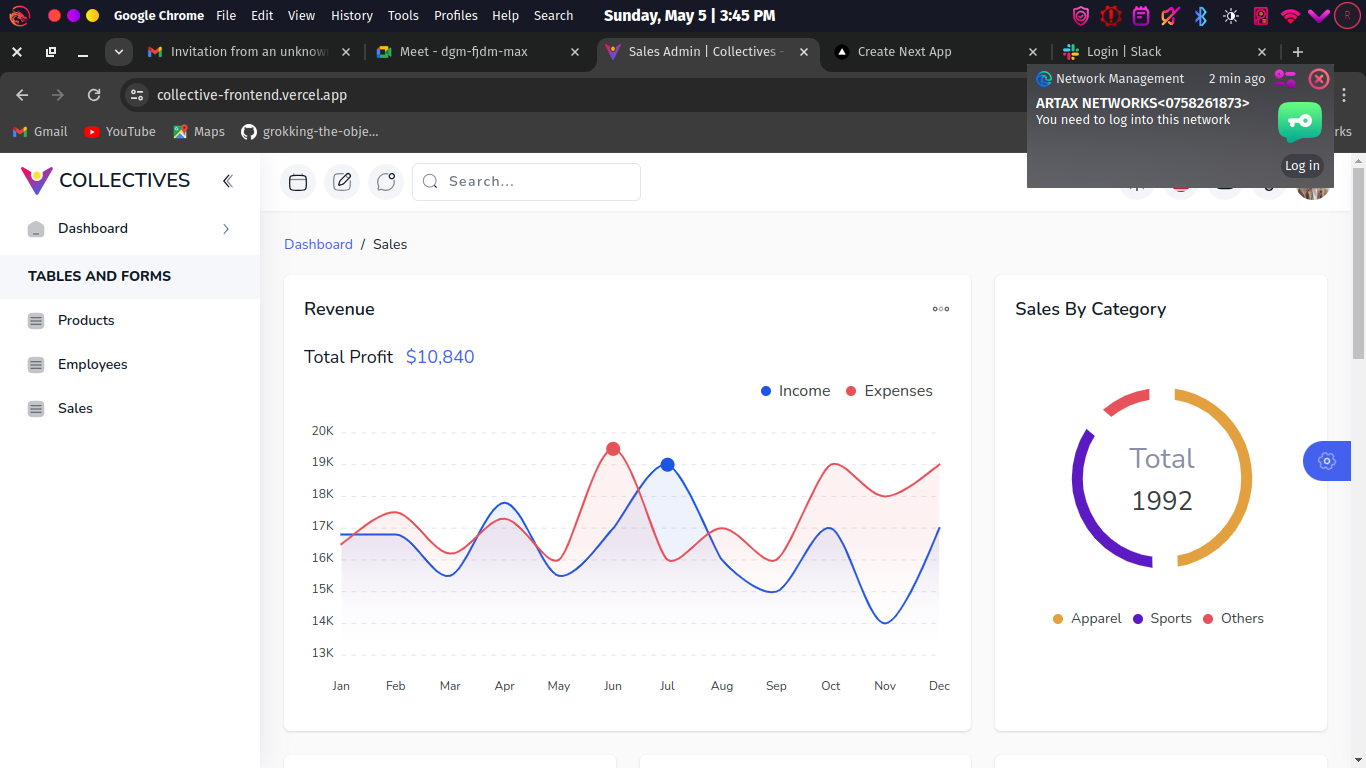 Google Chrome File Edit View History Tools Profiles Help Search Sunday, May 5 | 3:45 PM R
Invitation from an unknow Meet - dgm-fjdm-max Sales Admin | Collectives - Create Next App Login | Slack
collective-frontend.vercel.app
Gmail YouTube Maps grokking-the-obje... rks
Network Management 2 min ago
ARTAX NETWORKS<0758261873>
You need to log into this network
Log in
COLLECTIVES
Search...
Dashboard
TABLES AND FORMS
Products
Employees
Sales
Dashboard / Sales
Revenue
Total Profit $10,840
Income Expenses
20K
19K
18K
17K
16K
15K
14K
13K
Jan Feb Mar Apr May Jun Jul Aug Sep Oct Nov Dec
Sales By Category
Total
1992
Apparel Sports Others